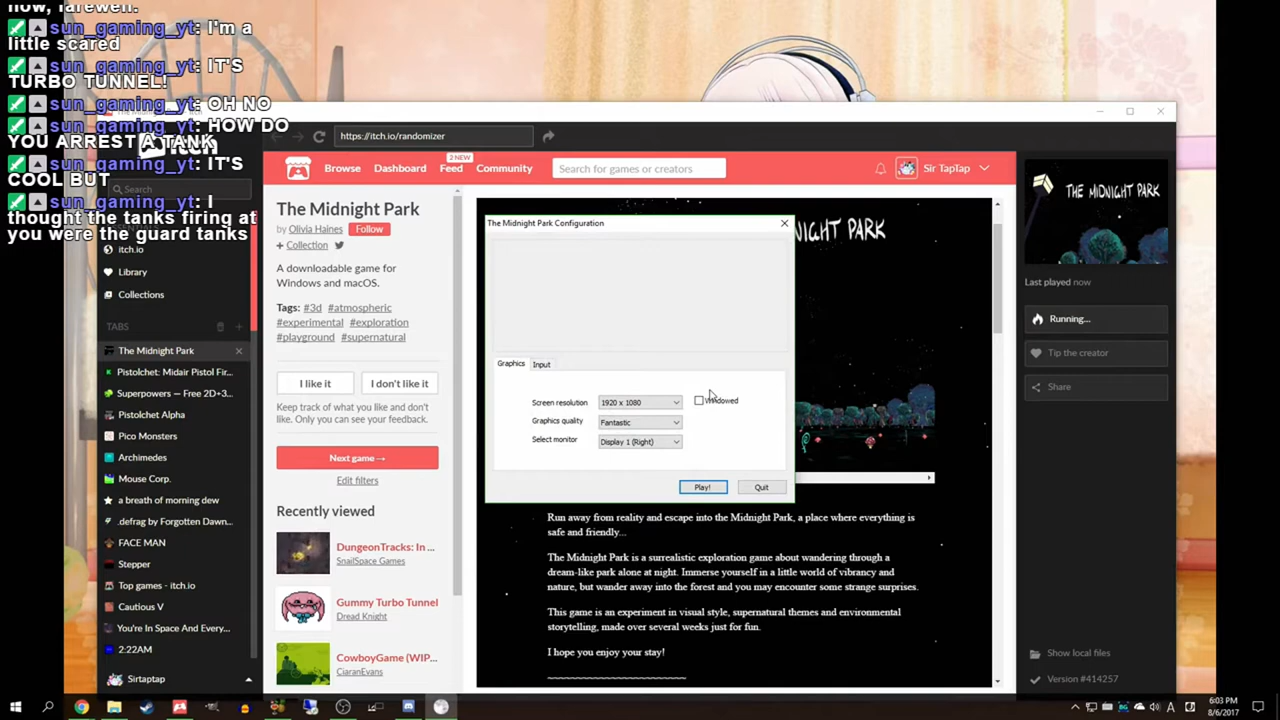 now, farewell.
sun_gaming_yt: I'm a
little scared
sun_gaming_yt: IT'S
TURBO TUNNEL!
sun_gaming_yt: OH NO
sun_gaming_yt: HOW DO
YOU ARREST A TANK
sun_gaming_yt: IT'S
COOL BUT
sun_gaming_yt: I
thought the tanks firing at
you were the guard tanks
itch
Search
itch.io
Library
Collections
TABS
The Midnight Park
Pistolchet: Midair Pistol Fir...
Superpowers — Free 2D+3...
Pistolchet Alpha
Pico Monsters
Archimedes
Mouse Corp.
a breath of morning dew
.defrag by Forgotten Dawn...
FACE MAN
Stepper
Top games - itch.io
Cautious V
You're In Space And Every...
2:22AM
Sirtaptap
https://itch.io/randomizer
Browse
Dashboard
2 NEW
Feed
Community
Search for games or creators
Sir TapTap
The Midnight Park
by Olivia Haines Follow
+ Collection
A downloadable game for
Windows and macOS.
Tags: #3d #atmospheric
#experimental #exploration
#playground #supernatural
I like it
I don't like it
Keep track of what you like and don't
like. Only you can see your feedback.
Next game→
Edit filters
Recently viewed
DungeonTracks: In ...
SnailSpace Games
Gummy Turbo Tunnel
Dread Knight
CowboyGame (WIP...
CiaranEvans
The Midnight Park Configuration
Graphics
Input
Screen resolution
1920 x 1080
Windowed
Graphics quality
Fantastic
Select monitor
Display 1 (Right)
Play!
Quit
NIGHT PARK
Run away from reality and escape into the Midnight Park, a place where everything is
safe and friendly...
The Midnight Park is a surrealistic exploration game about wandering through a
dream-like park alone at night. Immerse yourself in a little world of vibrancy and
nature, but wander away into the forest and you may encounter some strange surprises.
This game is an experiment in visual style, supernatural themes and environmental
storytelling, made over several weeks just for fun.
I hope you enjoy your stay!
~~~~~~~~~~~~~~~~~~~~~~~
THE MIDNIGHT PARK
Last played now
Running...
Tip the creator
Share
Show local files
Version #414257
6:03 PM
8/6/2017